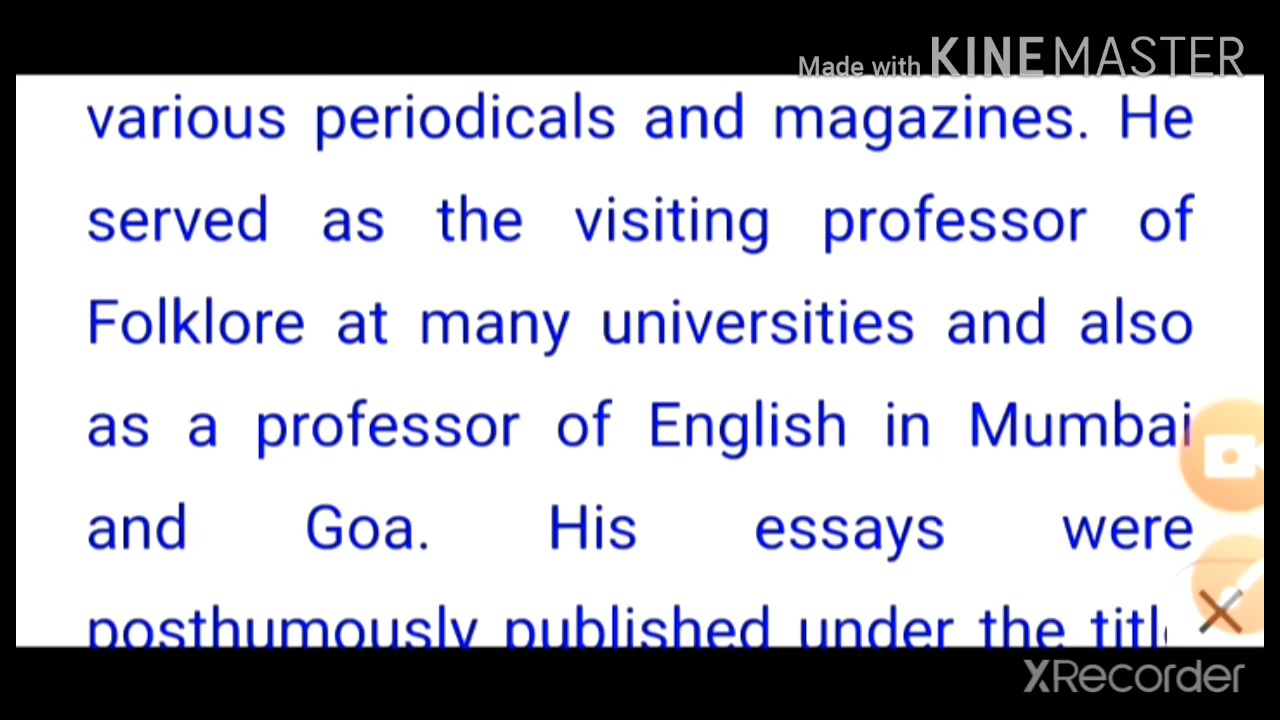 Made with KINEMASTER
various periodicals and magazines. He
served as the visiting professor of
Folklore at many universities and also
as a professor of English in Mumbai
and Goa. His essays were
posthumously published under the title
XRecorder